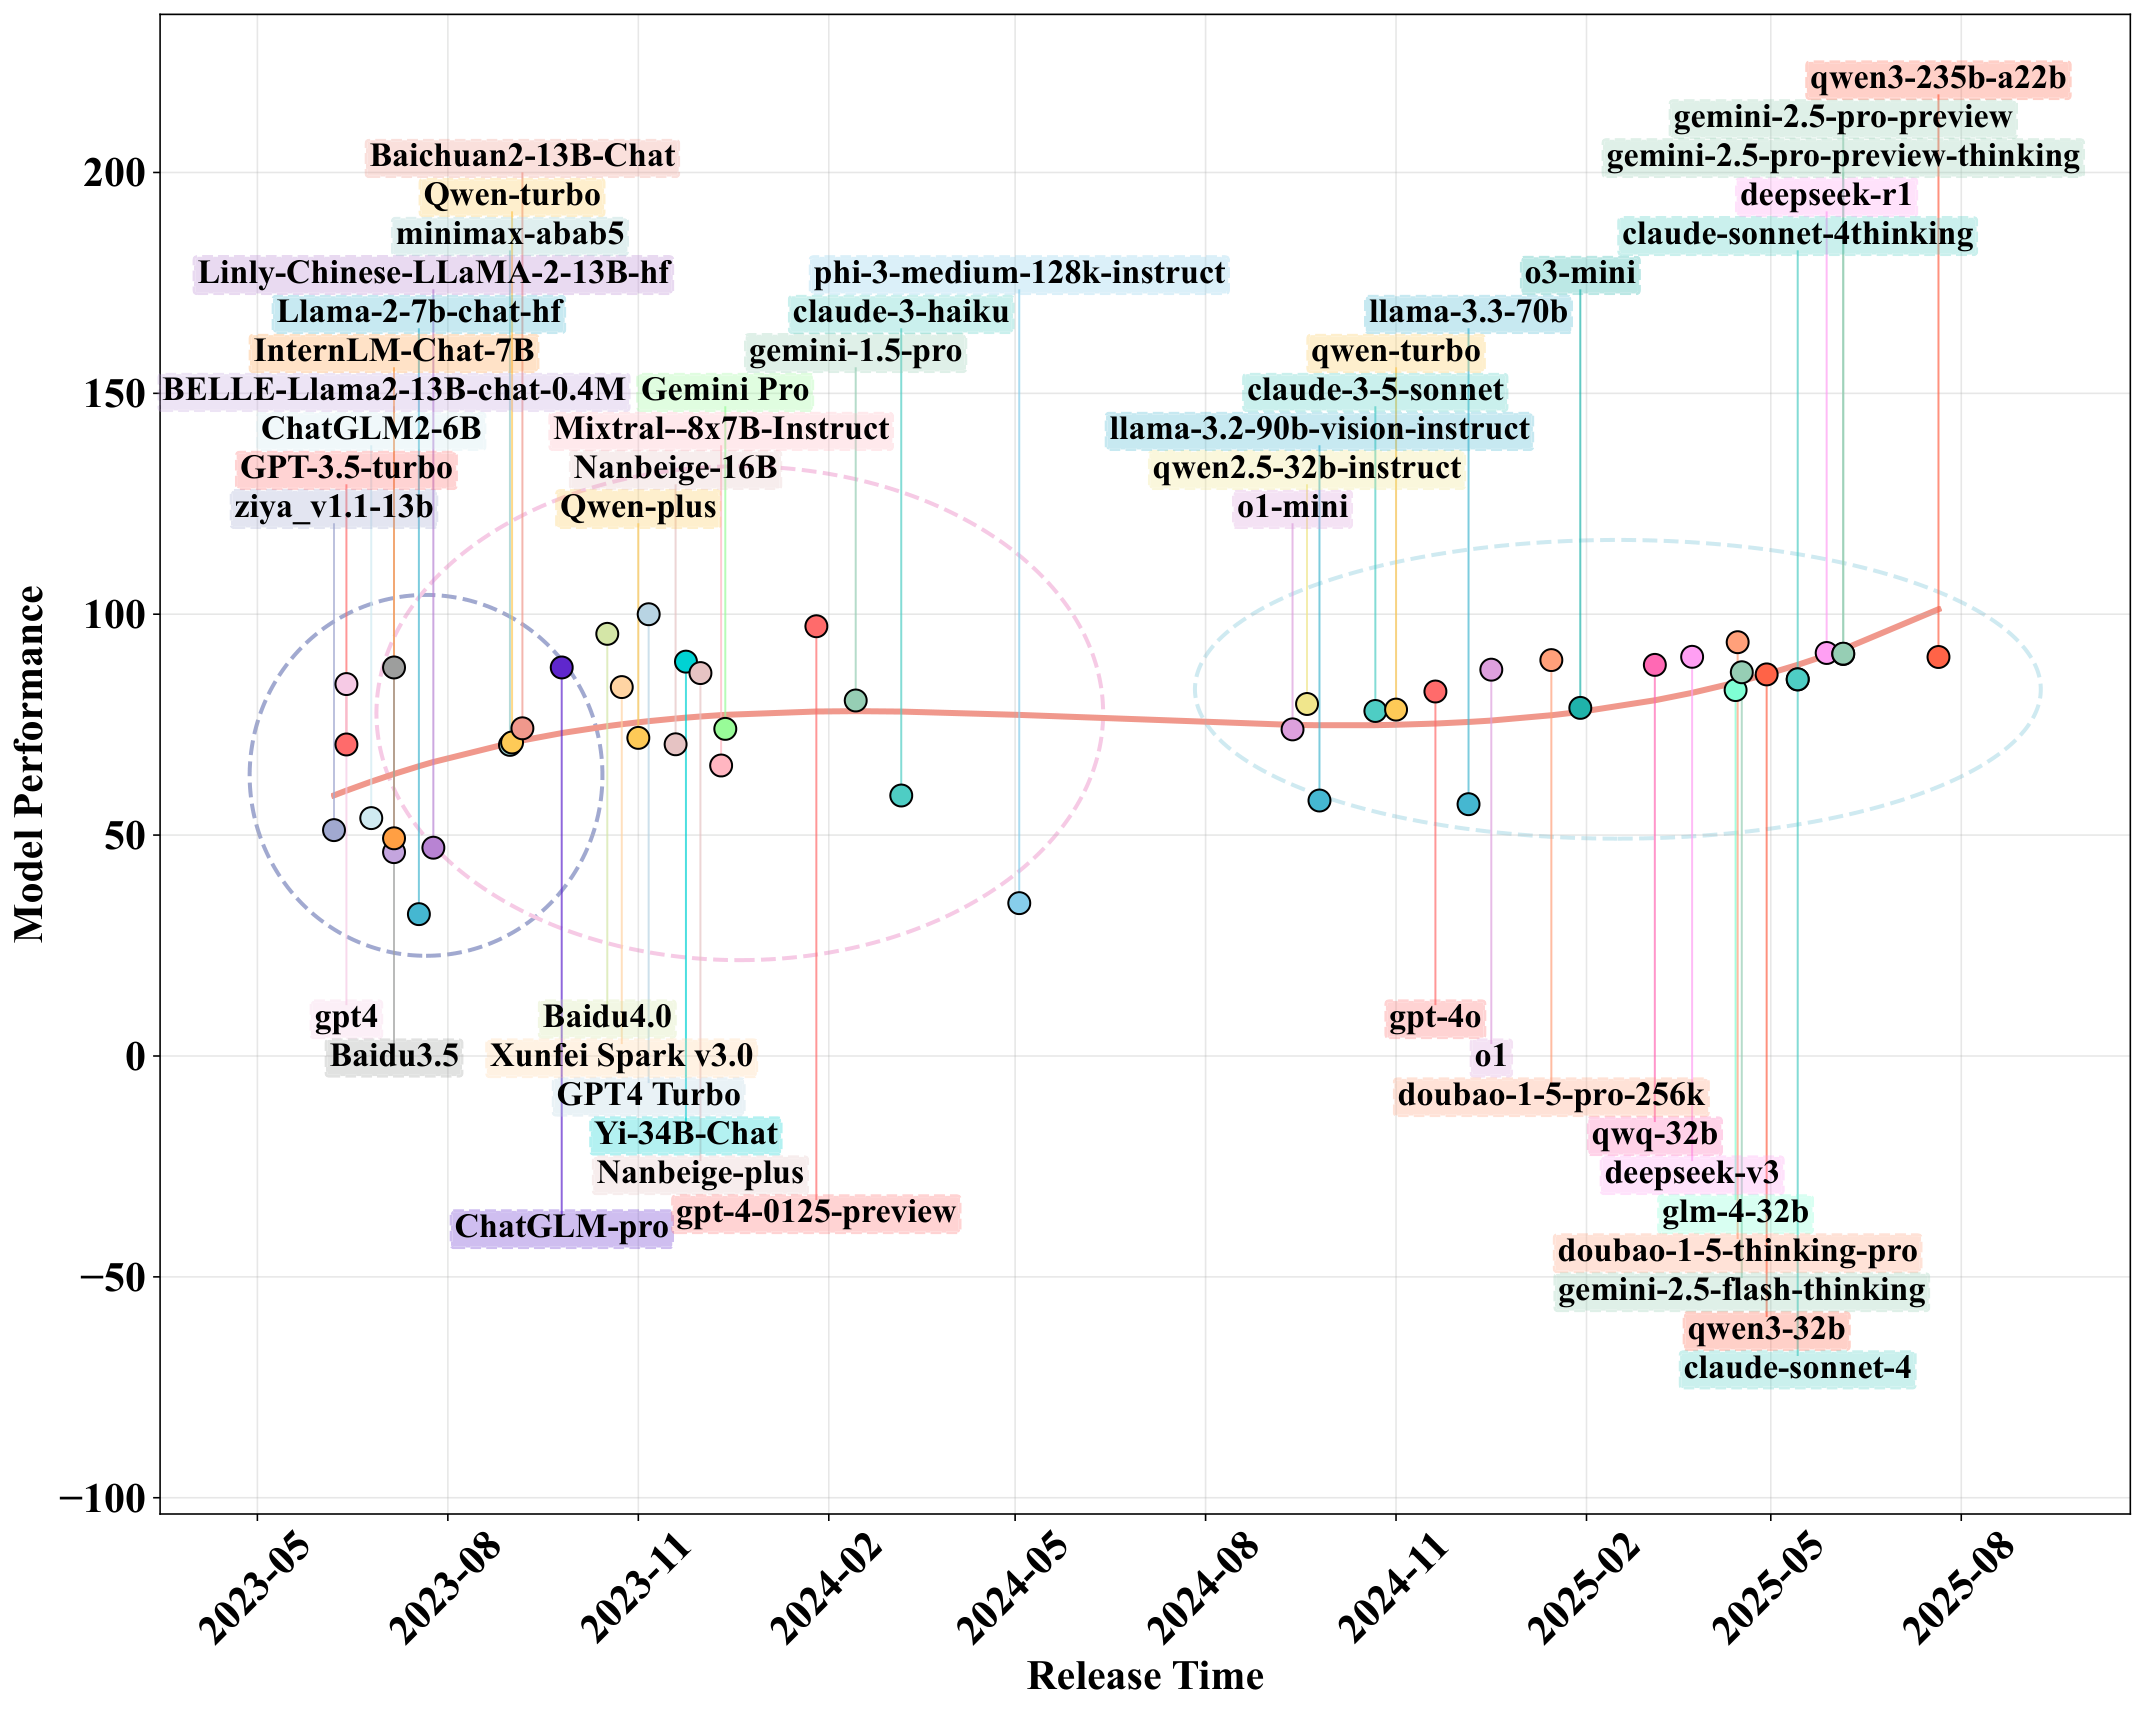 qwen3-235b-a22b
gemini-2.5-pro-preview
Baichuan2-13B-Chat
gemini-2.5-pro-preview-thinking
200
Qwen-turbo
deepseek-r1
minimax-abab5
claude-sonnet-4thinking
Linly-Chinese-LLaMA-2-13B-hf
phi-3-medium-128k-instruct
o3-mini
Llama-2-7b-chat-hf
claude-3-haiku
llama-3.3-70b
InternLM-Chat-7B
gemini-1.5-pro
qwen-turbo
150
BELLE-Llama2-13B-chat-0.4M
Gemini Pro
claude-3-5-sonnet
ChatGLM2-6B
Mixtral--8x7B-Instruct
llama-3.2-90b-vision-instruct
GPT-3.5-turbo
Nanbeige-16B
qwen2.5-32b-instruct
ziya_v1.1-13b
Qwen-plus
o1-mini
100
Model Performance
50
gpt4
Baidu4.0
gpt-4o
0
Baidu3.5
Xunfei Spark v3.0
o1
GPT4 Turbo
doubao-1-5-pro-256k
Yi-34B-Chat
qwq-32b
Nanbeige-plus
deepseek-v3
gpt-4-0125-preview
glm-4-32b
ChatGLM-pro
doubao-1-5-thinking-pro
−50
gemini-2.5-flash-thinking
qwen3-32b
claude-sonnet-4
−100
2023-05
2023-08
2023-11
2024-02
2024-05
2024-08
2024-11
2025-02
2025-05
2025-08
Release Time